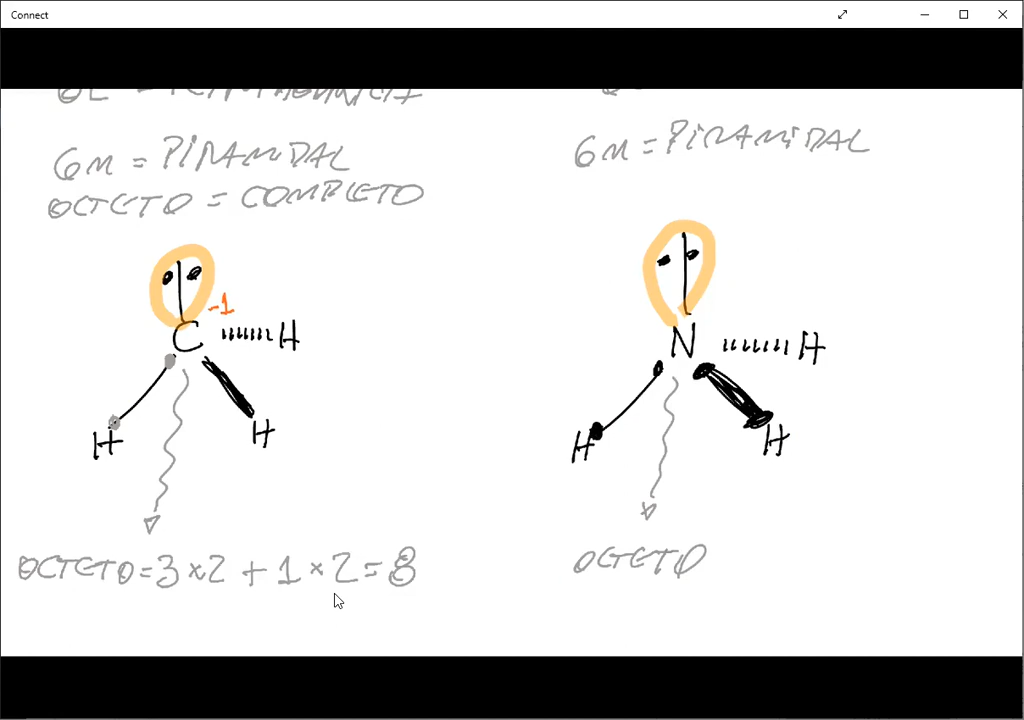 Connect
GM = PIRAMIDAL
GM = PIRAMIDAL
OCTETO = COMPLETO
-1
C H
N H
H H
H H
OCTETO = 3 × 2 + 1 × 2 = 8
OCTETO